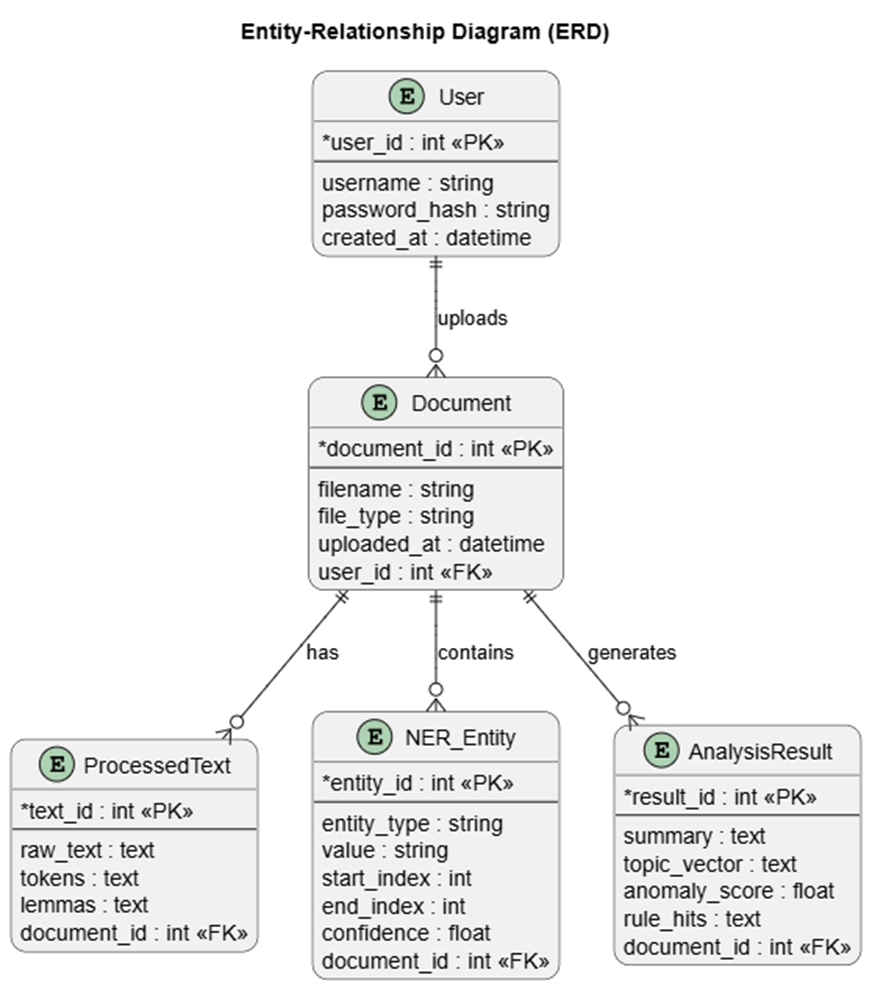 Entity-Relationship Diagram (ERD)
E User
*user_id : int «PK»
username : string
password_hash : string
created_at : datetime
uploads
E Document
*document_id : int «PK»
filename : string
file_type : string
uploaded_at : datetime
user_id : int «FK»
has
contains
generates
E ProcessedText
*text_id : int «PK»
raw_text : text
tokens : text
lemmas : text
document_id : int «FK»
E NER_Entity
*entity_id : int «PK»
entity_type : string
value : string
start_index : int
end_index : int
confidence : float
document_id : int «FK»
E AnalysisResult
*result_id : int «PK»
summary : text
topic_vector : text
anomaly_score : float
rule_hits : text
document_id : int «FK»